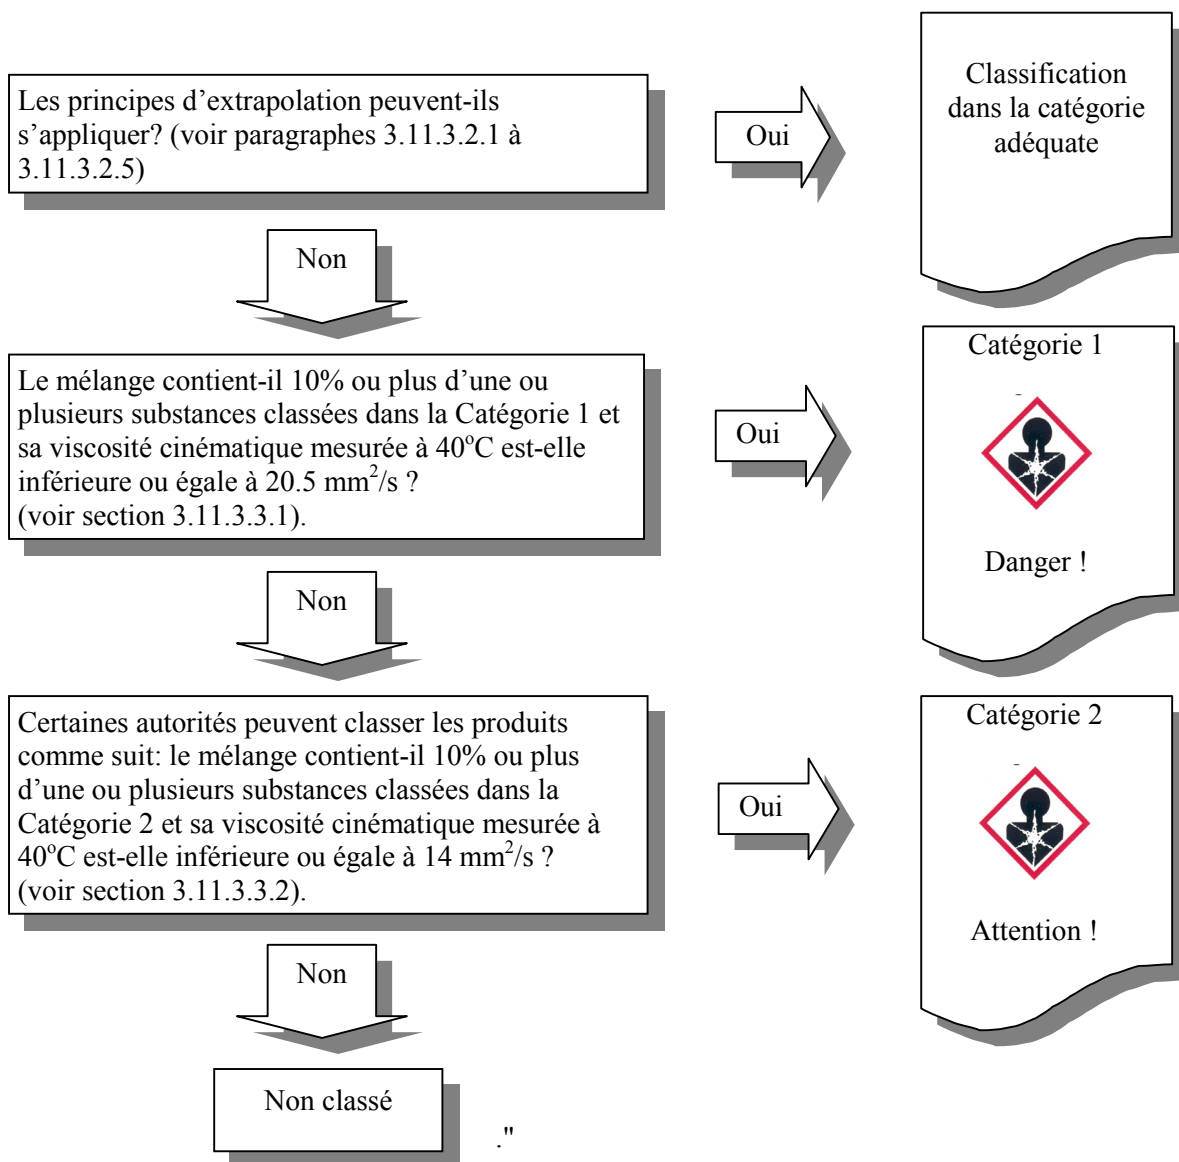 Les principes d'extrapolation peuvent-ils
s'appliquer? (voir paragraphes 3.11.3.2.1 à
3.11.3.2.5)
Oui
Classification
dans la catégorie
adéquate
Non
Le mélange contient-il 10% ou plus d'une ou
plusieurs substances classées dans la Catégorie 1 et
sa viscosité cinématique mesurée à 40°C est-elle
inférieure ou égale à 20.5 mm²/s ?
(voir section 3.11.3.3.1).
Oui
Catégorie 1
Danger !
Non
Certaines autorités peuvent classer les produits
comme suit: le mélange contient-il 10% ou plus
d'une ou plusieurs substances classées dans la
Catégorie 2 et sa viscosité cinématique mesurée à
40°C est-elle inférieure ou égale à 14 mm²/s ?
(voir section 3.11.3.3.2).
Oui
Catégorie 2
Attention !
Non
Non classé
."